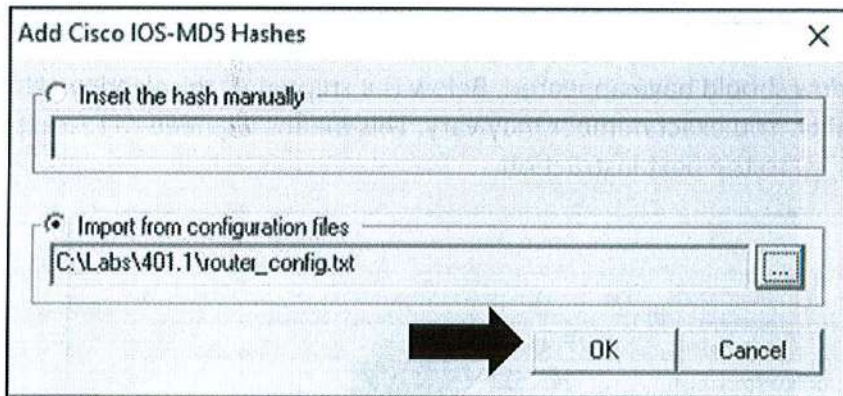 Add Cisco IOS-MD5 Hashes
Insert the hash manually
Import from configuration files
C:\Labs\401.1\router_config.txt
...
OK
Cancel